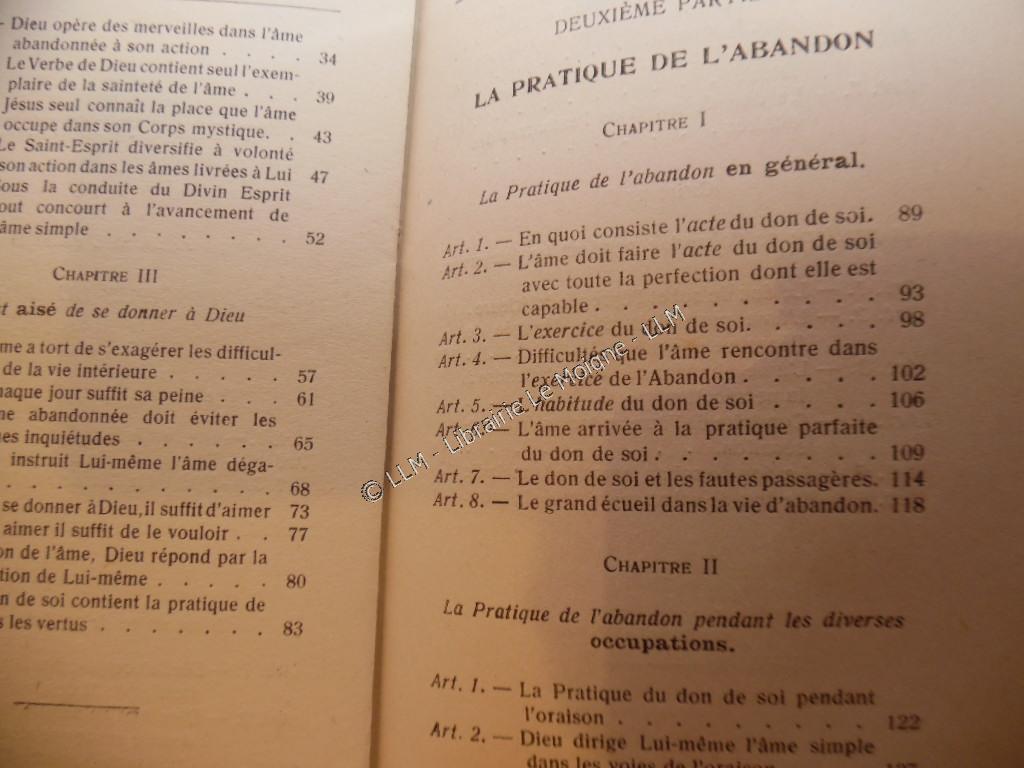 - Dieu opère des merveilles dans l'âme
abandonnée à son action . . . . 34
Le Verbe de Dieu contient seul l'exem-
plaire de la sainteté de l'âme . . . 39
Jésus seul connaît la place que l'âme
occupe dans son Corps mystique. . 43
Le Saint-Esprit diversifie à volonté
son action dans les âmes livrées à Lui 47
Sous la conduite du Divin Esprit
tout concourt à l'avancement de
âme simple . . . . . . . . 52
CHAPITRE III
aisé de se donner à Dieu
a tort de s'exagérer les difficul-
de la vie intérieure . . . . . 57
jour suffit sa peine . . . 61
abandonnée doit éviter les
inquiétudes . . . . . . 65
instruit Lui-même l'âme déga-
. . . . . . . . . . . 68
se donner à Dieu, il suffit d'aimer 73
aimer il suffit de le vouloir . . 77
de l'âme, Dieu répond par la
de Lui-même . . . . . 80
de soi contient la pratique de
les vertus . . . . . . . 83
DEUXIÈME PARTIE
LA PRATIQUE DE L'ABANDON
CHAPITRE I
La Pratique de l'abandon en général.
Art. 1. — En quoi consiste l'acte du don de soi. 89
Art. 2. — L'âme doit faire l'acte du don de soi
avec toute la perfection dont elle est
capable . . . . . . . . . . 93
Art. 3. — L'exercice du don de soi. . . . . 98
Art. 4. — Difficultés que l'âme rencontre dans
l'exercice de l'Abandon . . . . . 102
Art. 5. — L'habitude du don de soi . . . . 106
Art. 6. — L'âme arrivée à la pratique parfaite
du don de soi . . . . . . . . 109
Art. 7. — Le don de soi et les fautes passagères. 114
Art. 8. — Le grand écueil dans la vie d'abandon. 118
CHAPITRE II
La Pratique de l'abandon pendant les diverses
occupations.
Art. 1. — La Pratique du don de soi pendant
l'oraison . . . . . . . . . 122
Art. 2. — Dieu dirige Lui-même l'âme simple
dans les voies de l'oraison
© LLM - Librairie Le Moigne - LLM